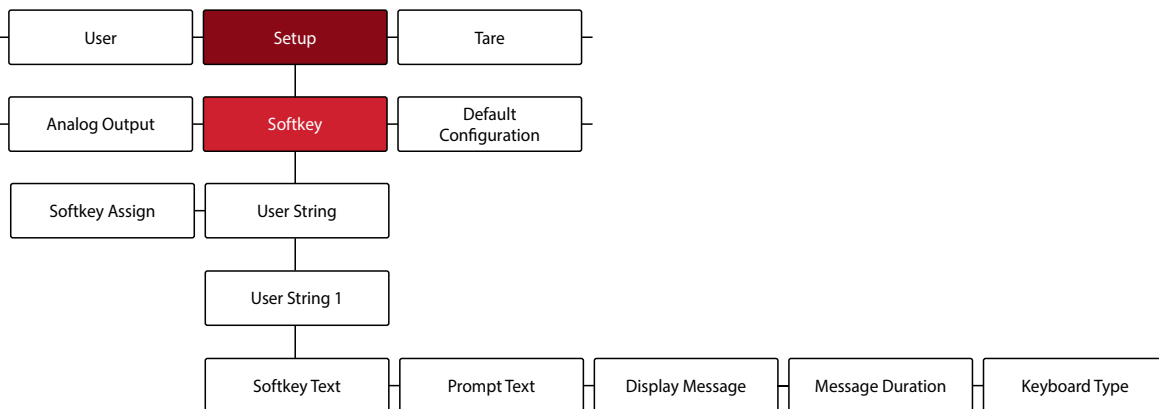 User
Setup
Tare
Analog Output
Softkey
Default
Configuration
Softkey Assign
User String
User String 1
Softkey Text
Prompt Text
Display Message
Message Duration
Keyboard Type